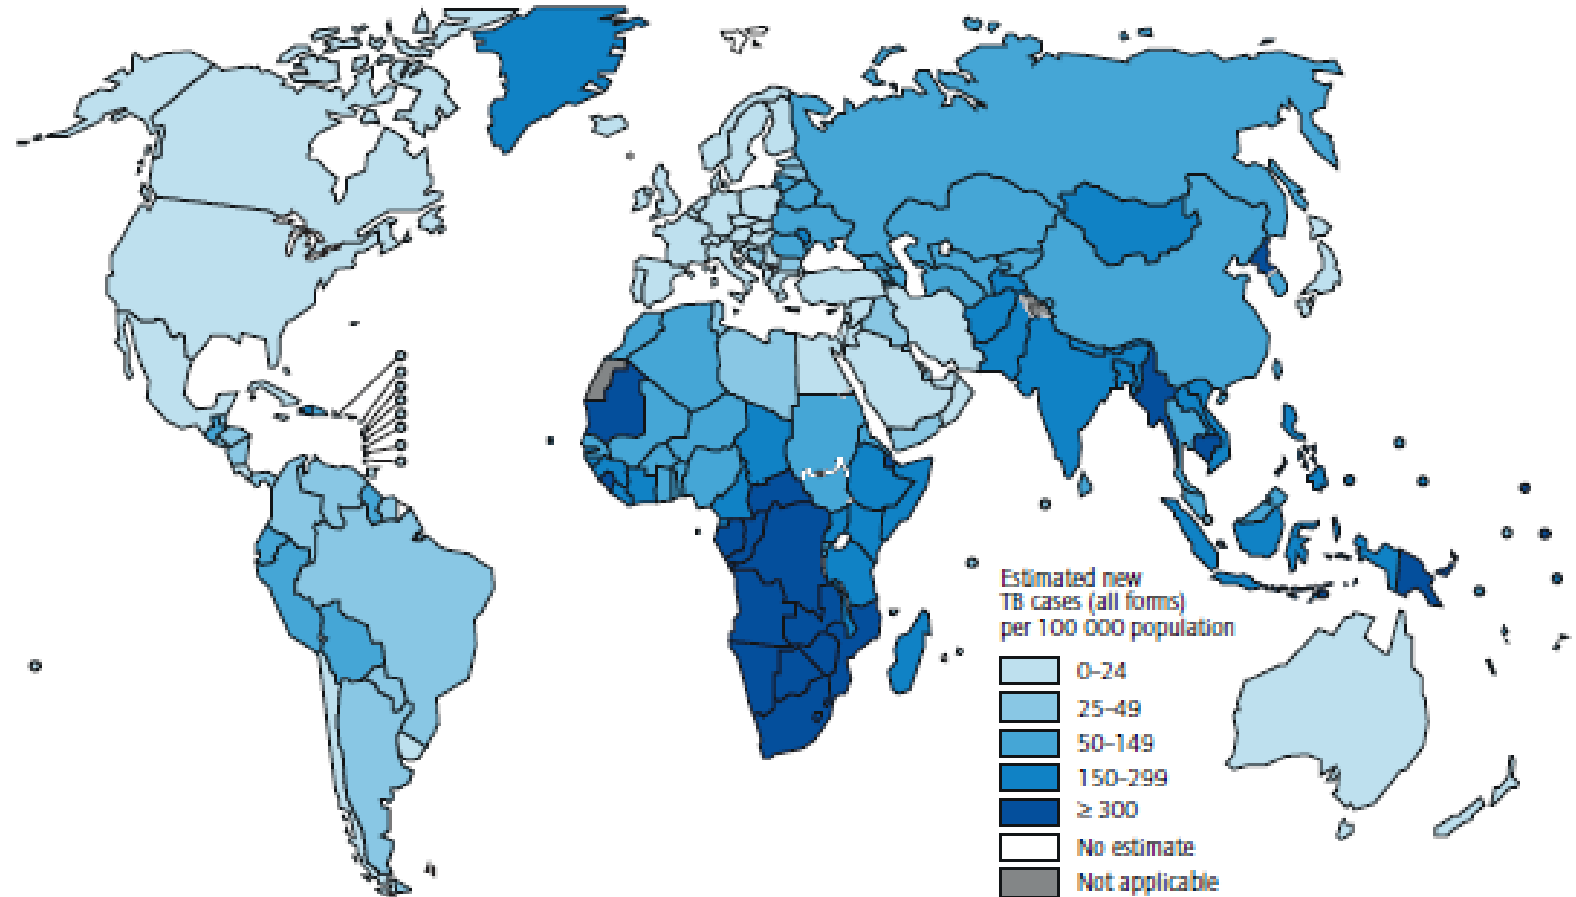 Estimated new
TB cases (all forms)
per 100 000 population
0–24
25–49
50–149
150–299
≥ 300
No estimate
Not applicable